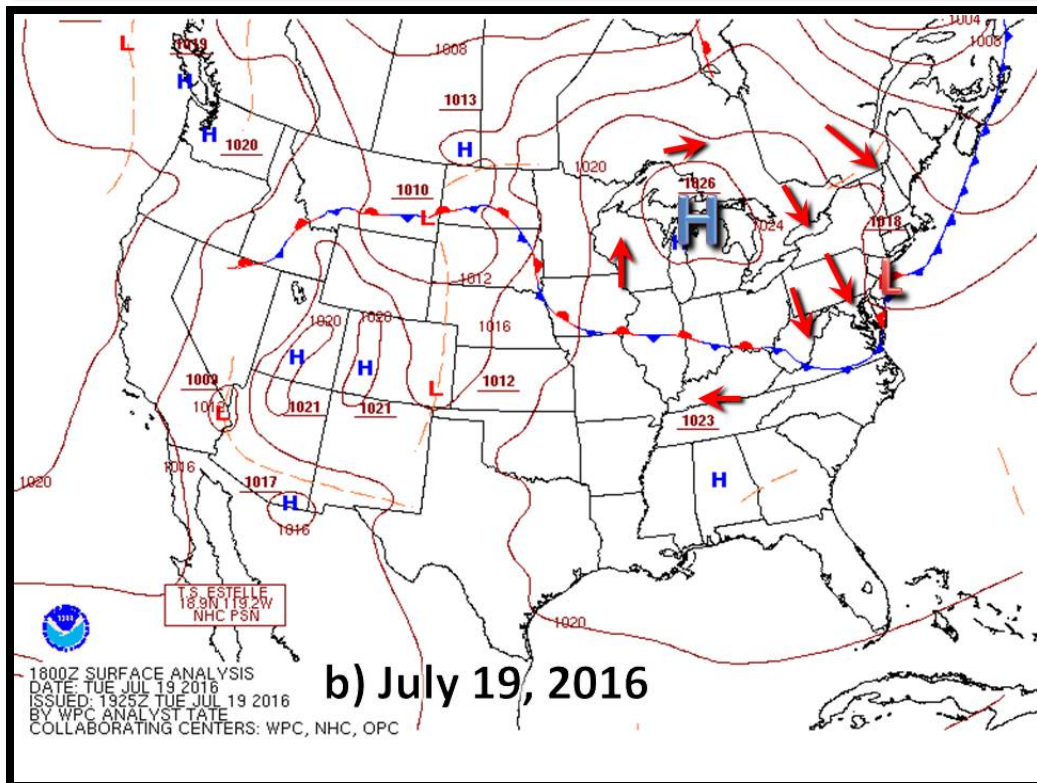 L
1019
H
H
1020
1008
1013
H
1010
L
1012
1016
1020
H
1020
H
1021
1021
1009
1012
L
L
1012
1016
1017
H
1016
1020
1020
1026
H
H
1024
1018
L
1023
H
1020
1004
1008
T.S. ESTELLE
18.9N 119.2W
NHC PSN
1800Z SURFACE ANALYSIS
DATE: TUE JUL 19 2016
ISSUED: 1925Z TUE JUL 19 2016
BY WPC ANALYST TATE
COLLABORATING CENTERS: WPC, NHC, OPC
b) July 19, 2016